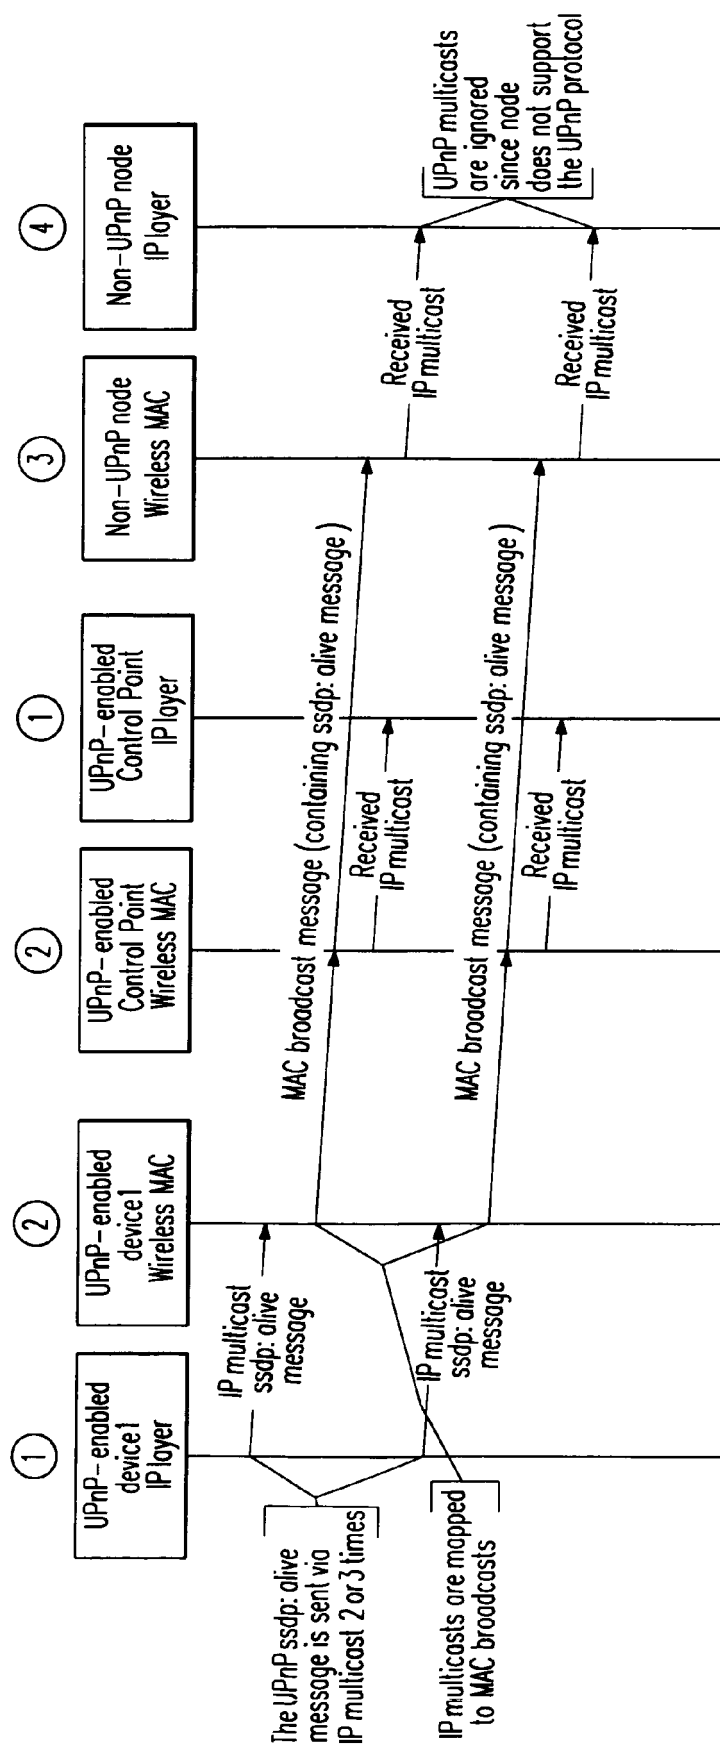 1
UPnP-enabled
device1
IP layer
2
UPnP-enabled
device1
Wireless MAC
2
UPnP-enabled
Control Point
Wireless MAC
1
UPnP-enabled
Control Point
IP layer
3
Non-UPnP node
Wireless MAC
4
Non-UPnP node
IP layer
The UPnP ssdp: alive
message is sent via
IP multicast 2 or 3 times
IP multicast
ssdp: alive
message
MAC broadcast message (containing ssdp: alive message)
Received
IP multicast
Received
IP multicast
UPnP multicasts
are ignored
since node
does not support
the UPnP protocol
IP multicasts are mapped
to MAC broadcasts
IP multicast
ssdp: alive
message
MAC broadcast message (containing ssdp: alive message)
Received
IP multicast
Received
IP multicast